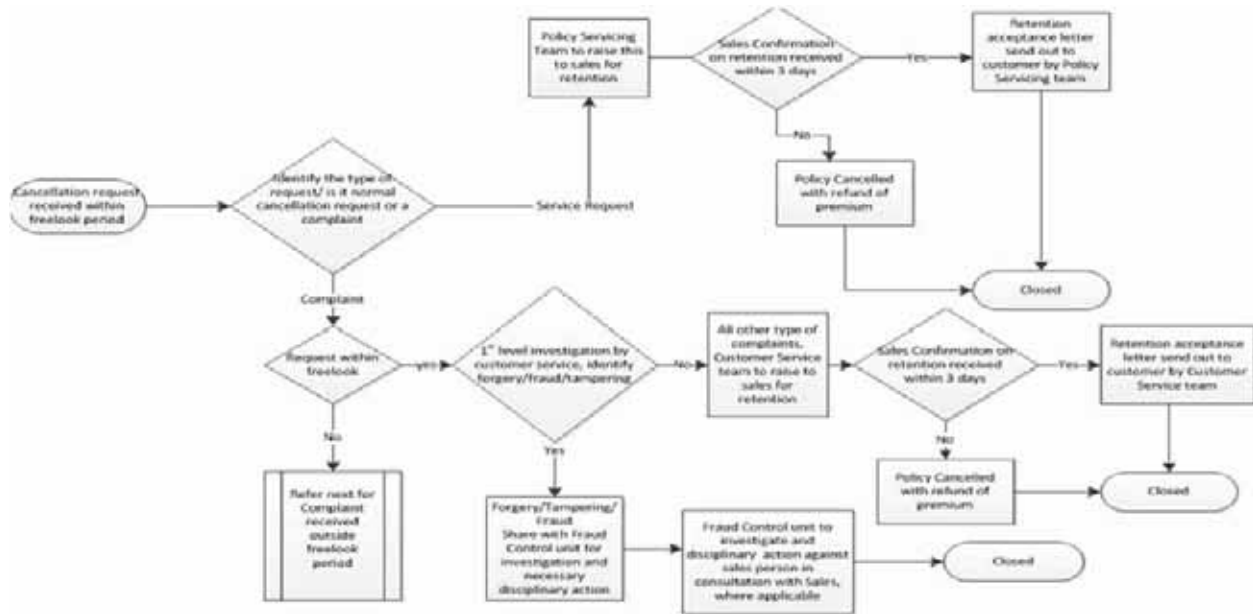 Policy Servicing
Team to raise this
to sales for
retention
Sales Confirmation
on retention received
within 3 days
Yes
Retention
acceptance letter
send out to
customer by Policy
Servicing team
No
Policy Cancelled
with refund of
premium
Closed
Cancellation request
received within
freelook period
Identify the type of
request/ is it normal
cancellation request or a
complaint
Service Request
Complaint
Request within
freelook
yes
1st level investigation by
customer service, identify
forgery/fraud/tampering
No
All other type of
complaints,
Customer Service
team to raise to
sales for
retention
Sales Confirmation on
retention received
within 3 days
Yes
Retention acceptance
letter send out to
customer by Customer
Service team
No
Policy Cancelled
with refund of
premium
Closed
No
Refer next for
Complaint
received
outside
freelook
period
Yes
Forgery/Tampering/
Fraud
Share with Fraud
Control unit for
investigation and
necessary
disciplinary action
Fraud Control unit to
investigate and
disciplinary action against
sales person in
consultation with Sales,
where applicable
Closed